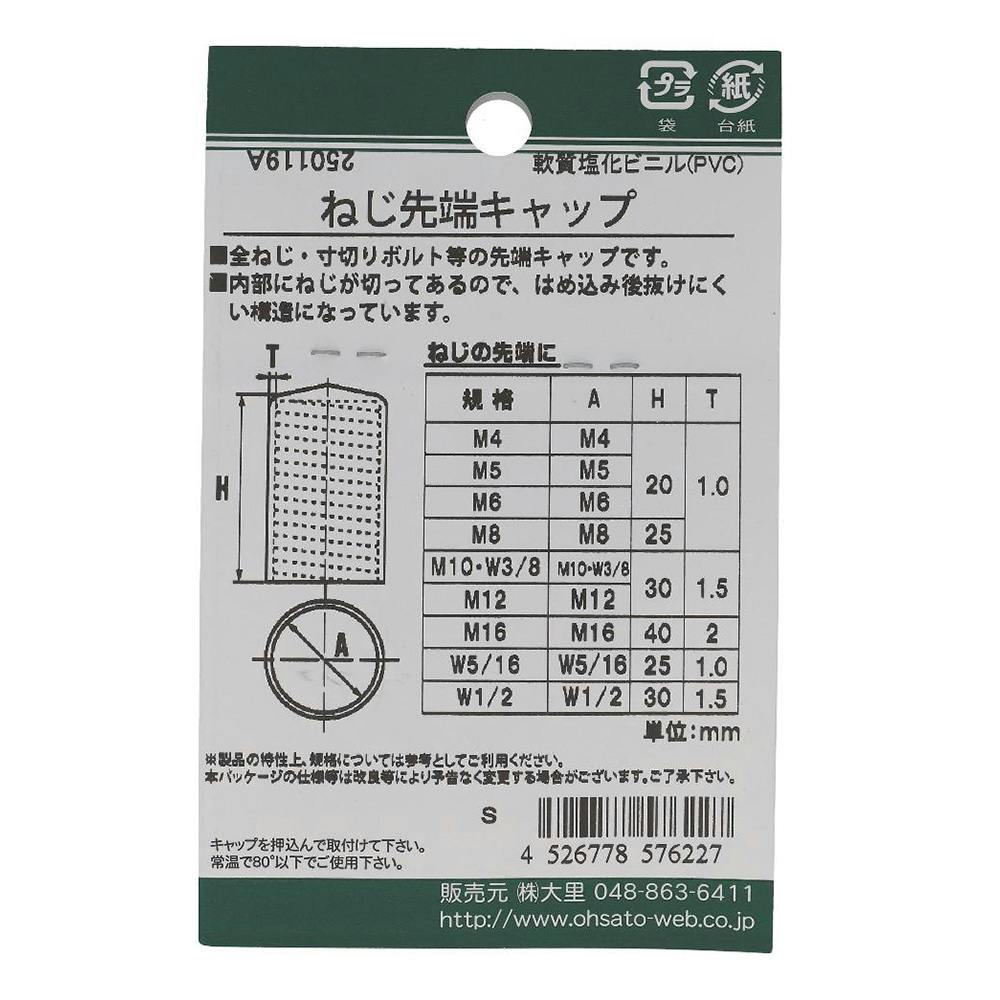 プラ 紙
袋 台紙
250119A 軟質塩化ビニル(PVC)
ねじ先端キャップ
■全ねじ・寸切りボルト等の先端キャップです。
■内部にねじが切ってあるので、はめ込み後抜けにく
い構造になっています。
T
H
A
ねじの先端に
規格 A H T
M4 M4 20 1.0
M5 M5
M6 M6
M8 M8 25
M10・W3/8 M10・W3/8 30 1.5
M12 M12
M16 M16 40 2
W5/16 W5/16 25 1.0
W1/2 W1/2 30 1.5
単位:mm
※製品の特性上、規格については参考としてご利用ください。
本パッケージの仕様等は改良等により予告なく変更する場合がございます。ご了承下さい。
S
キャップを押込んで取付けて下さい。
常温で80°以下でご使用下さい。
4 526778 576227
販売元 ㈱大里 048-863-6411
http://www.ohsato-web.co.jp